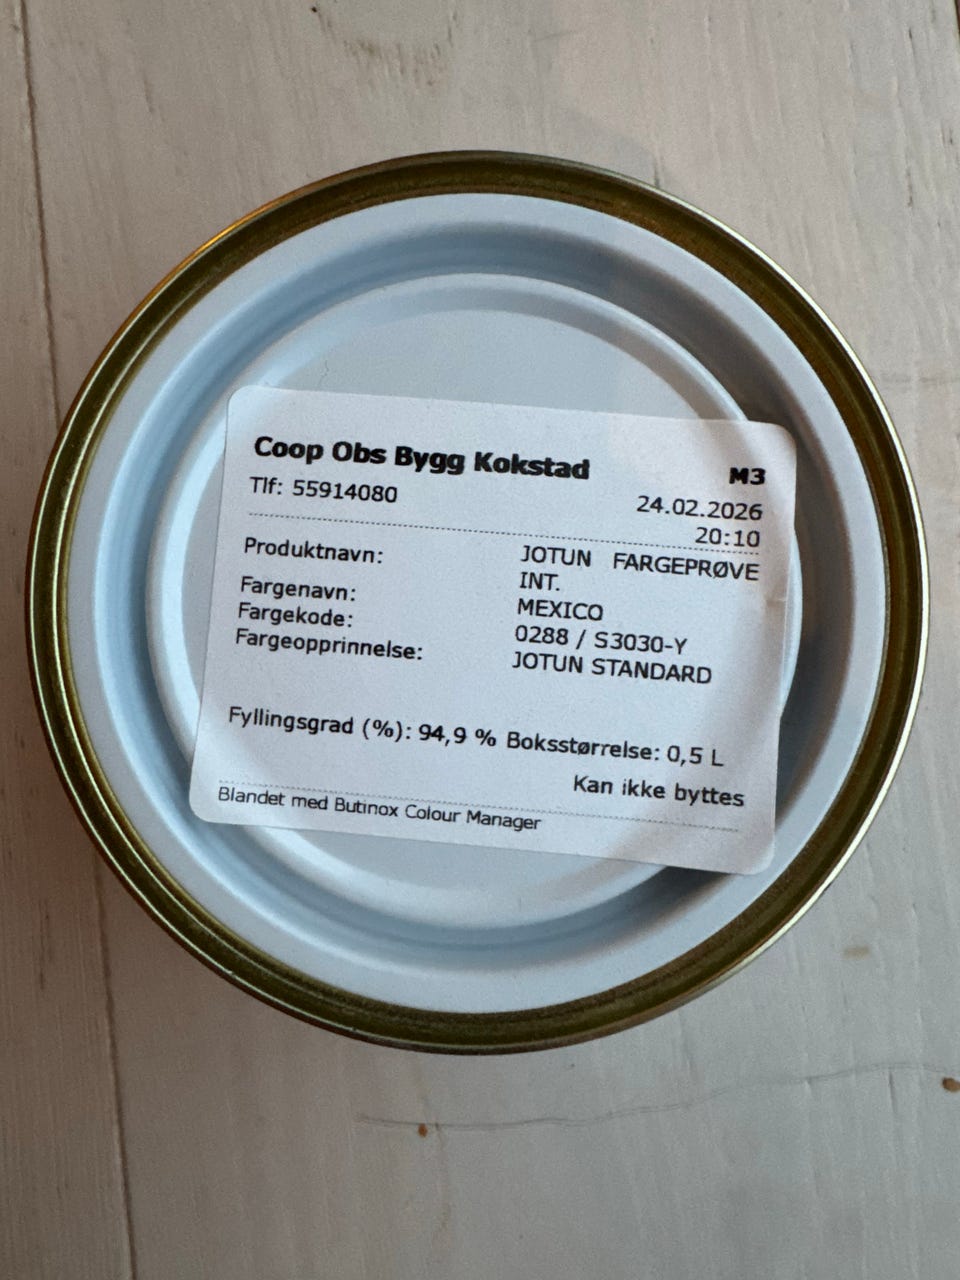 Coop Obs Bygg Kokstad M3
Tlf: 55914080 24.02.2026
20:10
Produktnavn: JOTUN FARGEPRØVE
INT.
Fargenavn: MEXICO
Fargekode: 0288 / S3030-Y
Fargeopprinnelse: JOTUN STANDARD
Fyllingsgrad (%): 94,9 % Boksstørrelse: 0,5 L
Kan ikke byttes
Blandet med Butinox Colour Manager